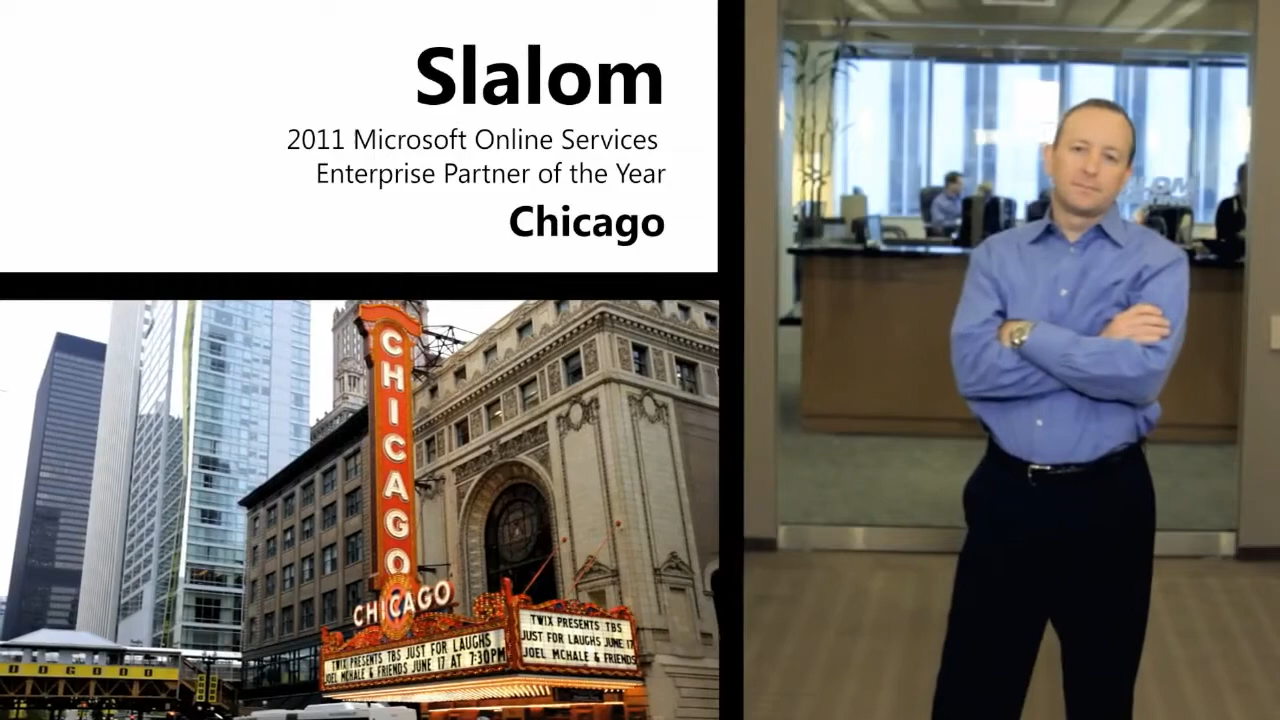 Slalom
2011 Microsoft Online Services
Enterprise Partner of the Year
Chicago
CHICAGO
CHICAGO
TWIX PRESENTS TBS JUST FOR LAUGHS
JOEL MCHALE & FRIENDS JUNE 17 AT 7:30PM
TWIX PRESENTS TBS
JUST FOR LAUGHS JUNE 17
JOEL MCHALE & FRIENDS